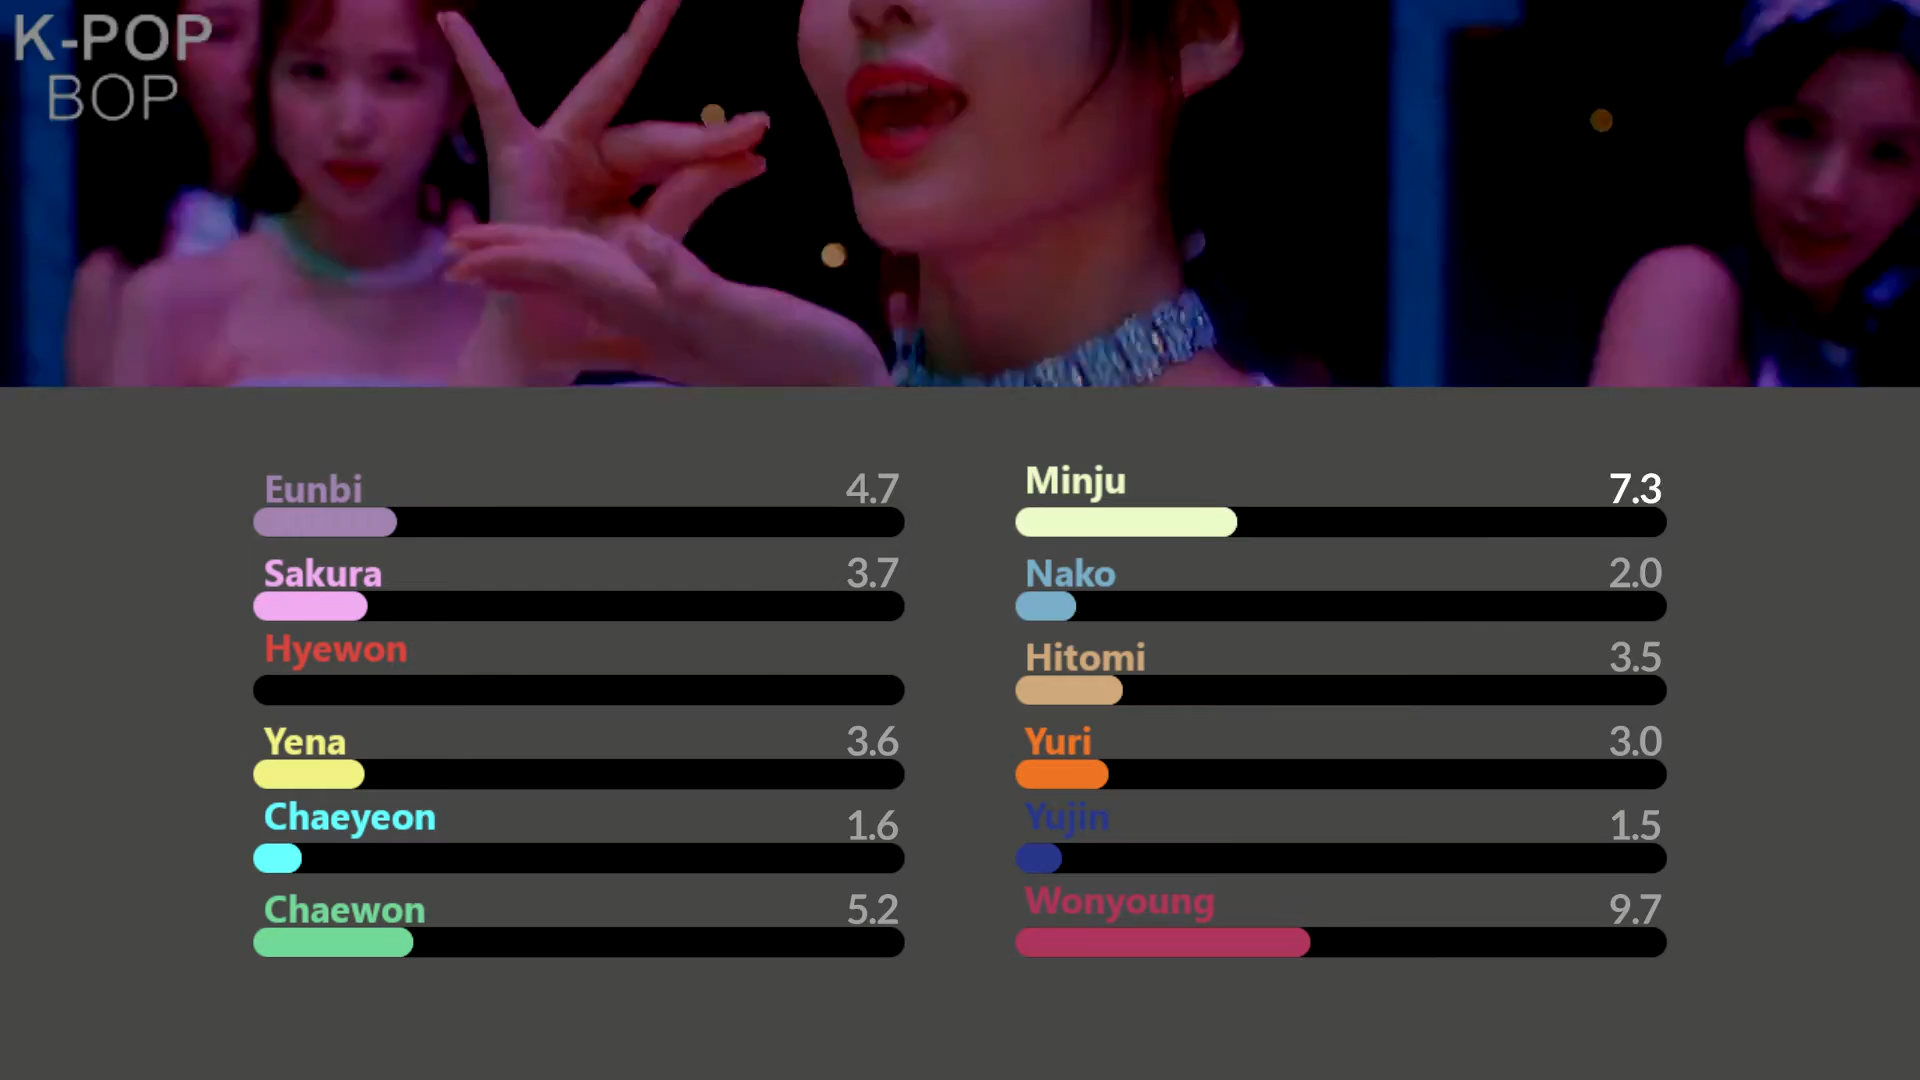 K-POP
BOP
Eunbi 4.7
Sakura 3.7
Hyewon
Yena 3.6
Chaeyeon 1.6
Chaewon 5.2
Minju 7.3
Nako 2.0
Hitomi 3.5
Yuri 3.0
Yujin 1.5
Wonyoung 9.7